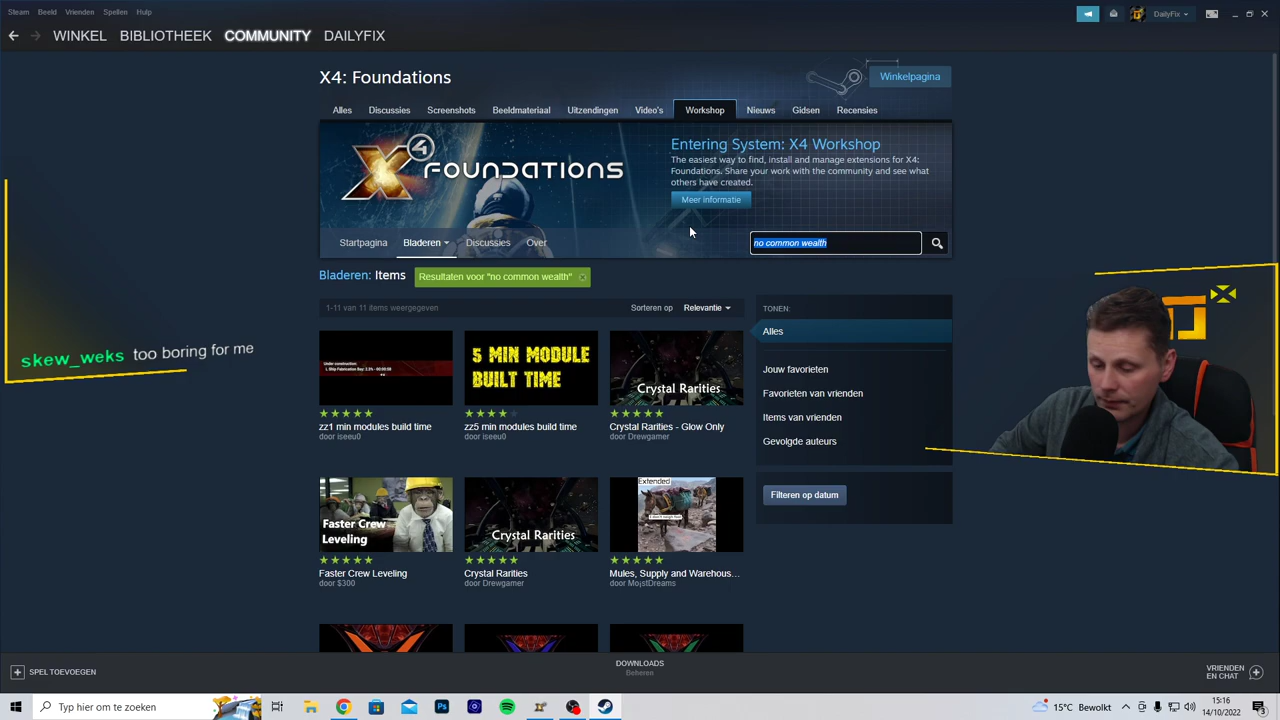 Steam Beeld Vrienden Spellen Hulp
DailyFix
WINKEL BIBLIOTHEEK COMMUNITY DAILYFIX
X4: Foundations
Winkelpagina
Alles Discussies Screenshots Beeldmateriaal Uitzendingen Video's Workshop Nieuws Gidsen Recensies
X4 FOUNDATIONS
Entering System: X4 Workshop
The easiest way to find, install and manage extensions for X4:
Foundations. Share your work with the community and see what
others have created.
Meer informatie
Startpagina Bladeren Discussies Over
no common wealth
Bladeren: Items
Resultaten voor "no common wealth"
1-11 van 11 items weergegeven
Sorteren op Relevantie
TONEN:
Alles
Jouw favorieten
Favorieten van vrienden
Items van vrienden
Gevolgde auteurs
Filteren op datum
skew_weks too boring for me
Under construction:
5 MIN MODULE
BUILT TIME
Crystal Rarities
zz1 min modules build time
door iseeu0
zz5 min modules build time
door iseeu0
Crystal Rarities - Glow Only
door Drewgamer
Faster Crew
Leveling
Crystal Rarities
Extended
Faster Crew Leveling
door $300
Crystal Rarities
door Drewgamer
Mules, Supply and Warehous...
door MojstDreams
SPEL TOEVOEGEN
DOWNLOADS
Beheren
VRIENDEN
EN CHAT
Typ hier om te zoeken
15°C Bewolkt
15:16
14/10/2022